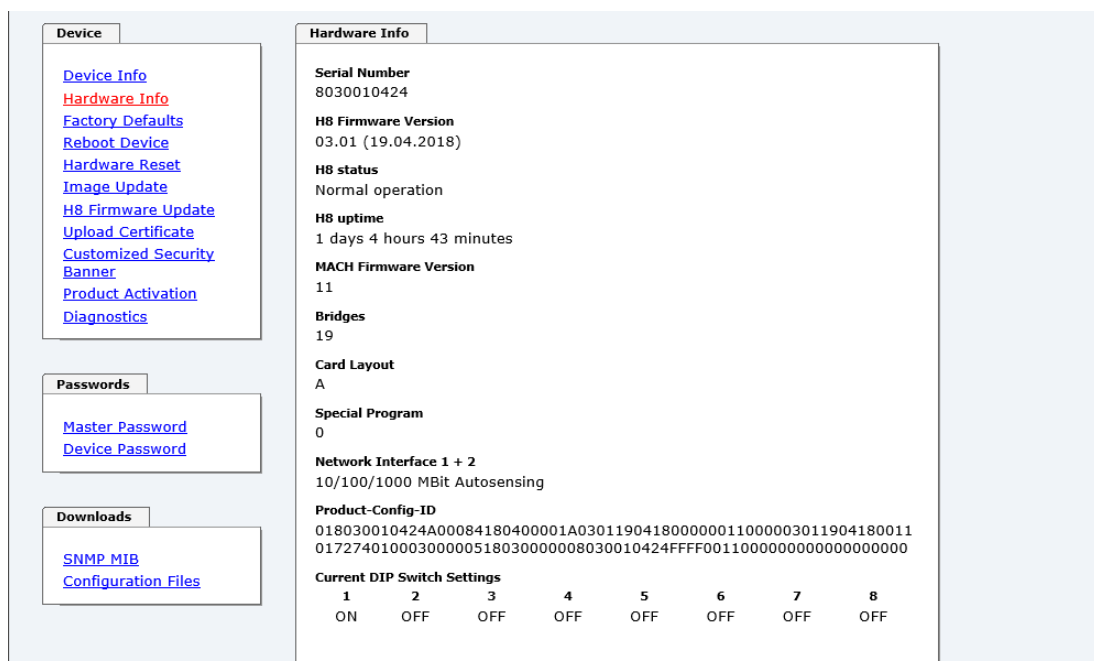 Device
Device Info
Hardware Info
Factory Defaults
Reboot Device
Hardware Reset
Image Update
H8 Firmware Update
Upload Certificate
Customized Security
Banner
Product Activation
Diagnostics
Passwords
Master Password
Device Password
Downloads
SNMP MIB
Configuration Files
Hardware Info
Serial Number
8030010424
H8 Firmware Version
03.01 (19.04.2018)
H8 status
Normal operation
H8 uptime
1 days 4 hours 43 minutes
MACH Firmware Version
11
Bridges
19
Card Layout
A
Special Program
0
Network Interface 1 + 2
10/100/1000 MBit Autosensing
Product-Config-ID
018030010424A00084180400001A030119041800000011000003011904180011
01727401000300000518030000008030010424FFFF0011000000000000000000
Current DIP Switch Settings
1 2 3 4 5 6 7 8
ON OFF OFF OFF OFF OFF OFF OFF